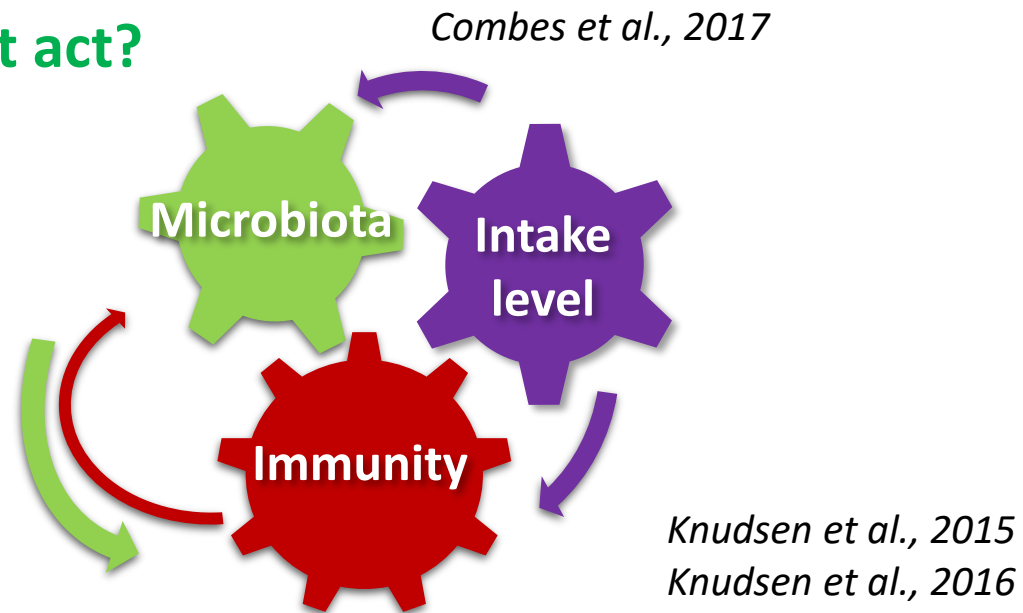 t act?
Combes et al., 2017
Microbiota
Intake
level
Immunity
Knudsen et al., 2015
Knudsen et al., 2016